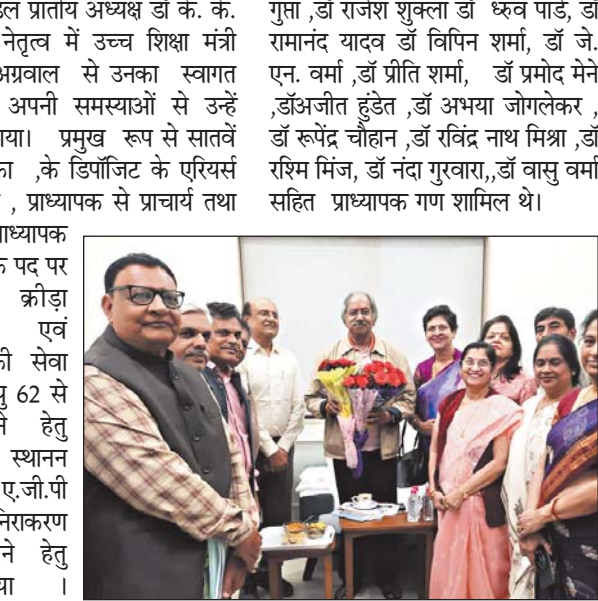 डल प्रांतीय अध्यक्ष डॉ के. के.
नेतृत्व में उच्च शिक्षा मंत्री
अग्रवाल से उनका स्वागत
अपनी समस्याओं से उन्हें
गया। प्रमुख रूप से सातवें
का ,के डिपॉजिट के एरियर्स
, प्राध्यापक से प्राचार्य तथा
प्राध्यापक
के पद पर
क्रीड़ा
एवं
की सेवा
यु 62 से
ने हेतु
स्थानन
ए.जी.पी
निराकरण
ने हेतु
या ।
गुप्ता ,डॉ राजेश शुक्ला डॉ ध्रुव पांडे, डॉ
रामानंद यादव डॉ विपिन शर्मा, डॉ जे.
एन. वर्मा ,डॉ प्रीति शर्मा, डॉ प्रमोद मेने
,डॉअजीत हुंडेत ,डॉ अभया जोगलेकर ,
डॉ रूपेंद्र चौहान ,डॉ रविंद्र नाथ मिश्रा ,डॉ
रश्मि मिंज, डॉ नंदा गुरवारा,,डॉ वासु वर्मा
सहित प्राध्यापक गण शामिल थे।